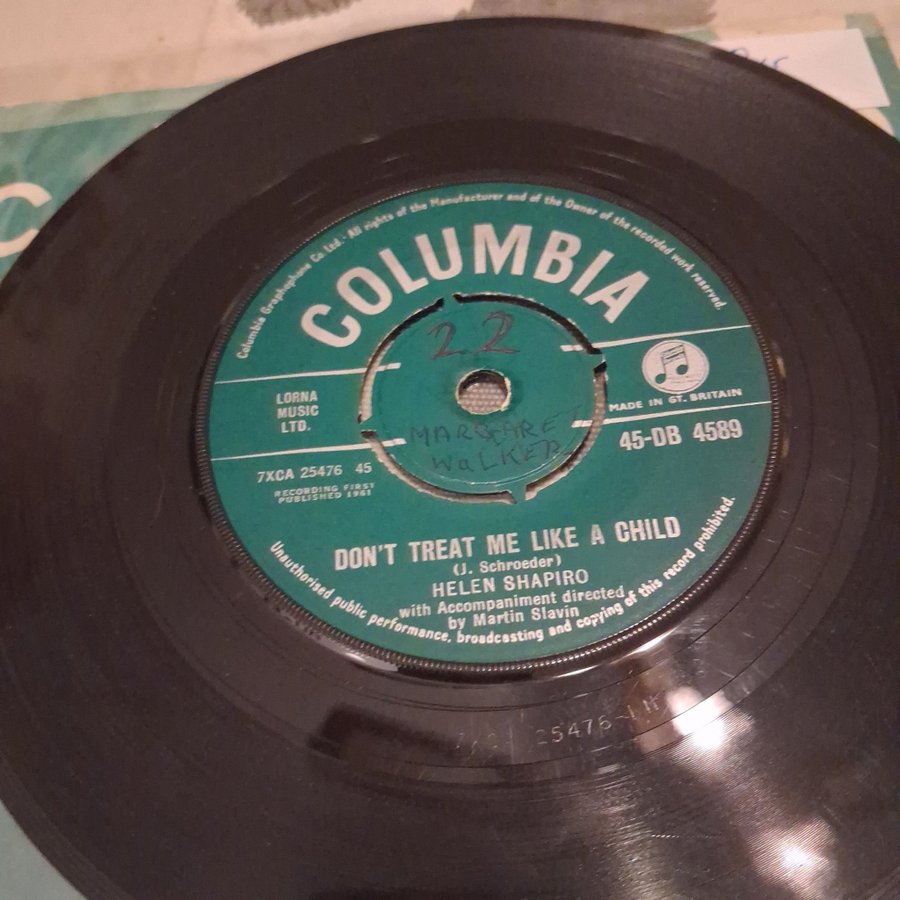 Columbia Graphophone Co. Ltd.- All rights of the Manufacturer and of the Owner of the recorded work reserved.
COLUMBIA
22
LORNA
MUSIC
LTD.
MADE IN GT. BRITAIN
MARGARET
WaLKER
45-DB 4589
7XCA 25476 45
RECORDING FIRST
PUBLISHED 1961
DON'T TREAT ME LIKE A CHILD
(J. Schroeder)
HELEN SHAPIRO
with Accompaniment directed
by Martin Slavin
Unauthorised public performance, broadcasting and copying of this record prohibited.
25476-1N
C